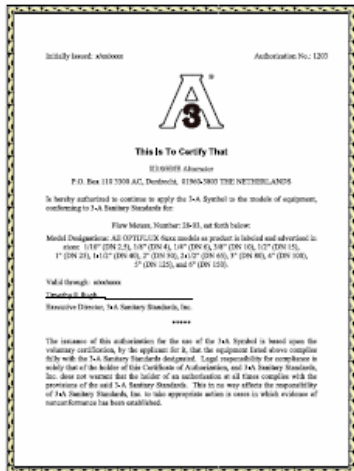 Initially Issued: x/xx/xxxx
Authorization No.: 1203
A
3
®
This Is To Certify That
KROHNE Altometer
P.O. Box 110 3300 AC, Dordrecht, THE NETHERLANDS
Is hereby authorized to continue to apply the 3-A Symbol to the models of equipment,
conforming to 3-A Sanitary Standards for:
Flow Meters, Number: 28-03, set forth below:
Model Designations: All OPTIFLUX 6xxx models as product is labeled and advertised in
sizes: 1/10" (DN 2,5), 1/8" (DN 4), 1/4" (DN 6), 3/8" (DN 10), 1/2" (DN 15),
1" (DN 25), 1+1/2" (DN 40), 2" (DN 50), 2+1/2" (DN 65), 3" (DN 80), 4" (DN 100),
5" (DN 125), and 6" (DN 150).
Valid through: x/xx/xxxx
Timothy R. Rugh
Executive Director, 3-A Sanitary Standards, Inc.
*****
The issuance of this authorization for the use of the 3-A Symbol is based upon the
voluntary certification, by the applicant for it, that the equipment listed above complies
fully with the 3-A Sanitary Standards designated. Legal responsibility for compliance is
solely that of the holder of this Certificate of Authorization, and 3-A Sanitary Standards,
Inc. does not warrant that the holder of an authorization at all times complies with the
provisions of the said 3-A Sanitary Standards. This in no way affects the responsibility
of 3-A Sanitary Standards, Inc. to take appropriate action in cases in which evidence of
nonconformance has been established.